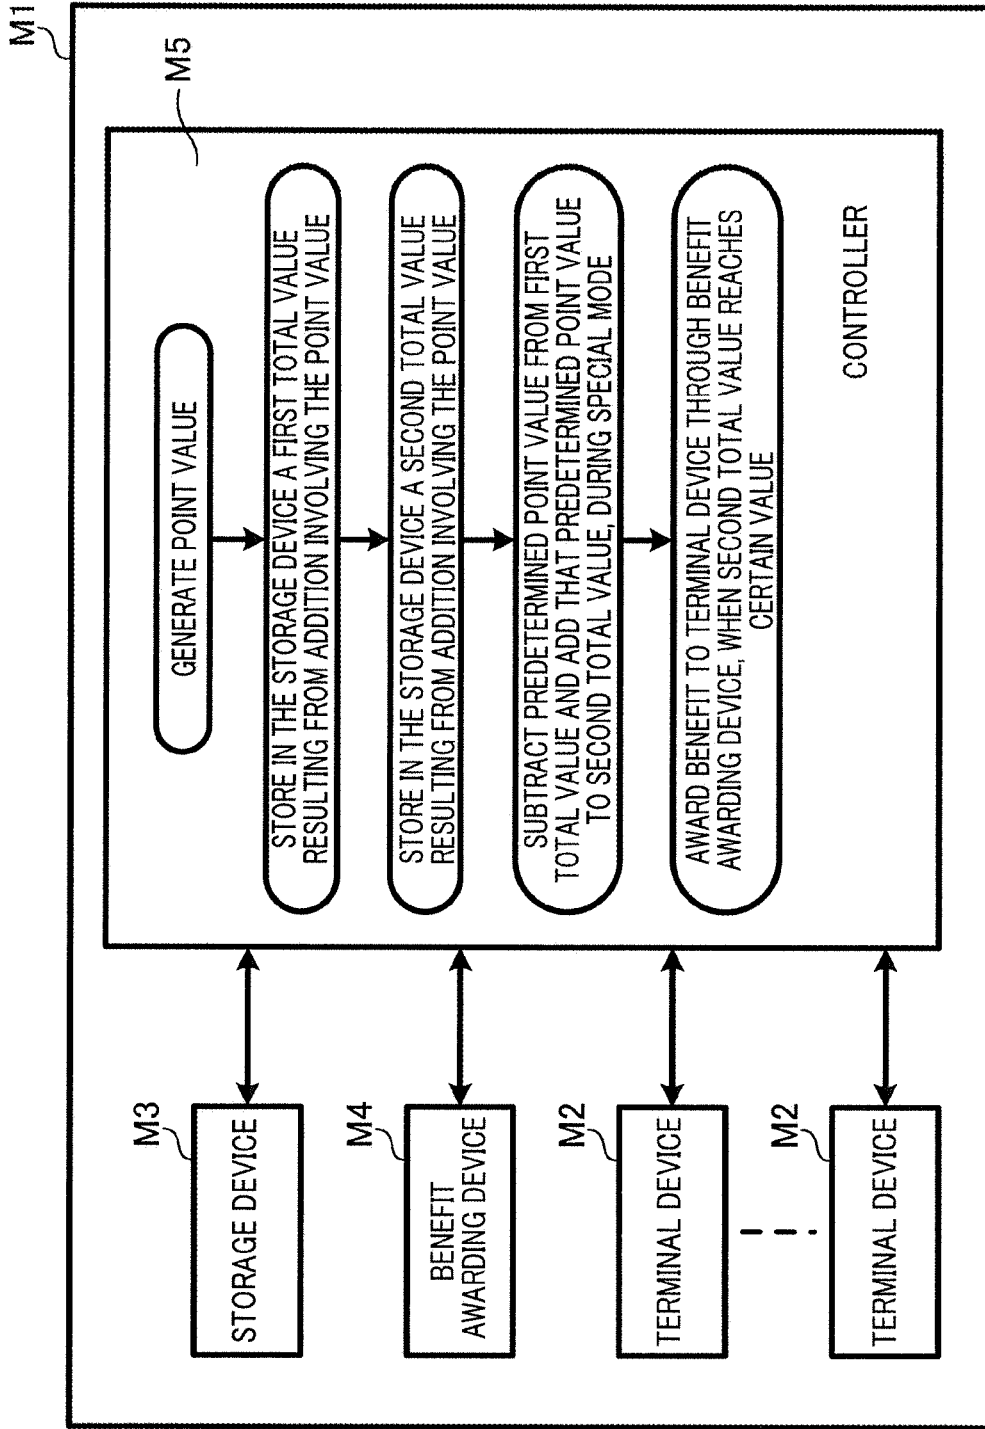 M1
M5
GENERATE POINT VALUE
STORE IN THE STORAGE DEVICE A FIRST TOTAL VALUE
RESULTING FROM ADDITION INVOLVING THE POINT VALUE
STORE IN THE STORAGE DEVICE A SECOND TOTAL VALUE
RESULTING FROM ADDITION INVOLVING THE POINT VALUE
SUBTRACT PREDETERMINED POINT VALUE FROM FIRST
TOTAL VALUE AND ADD THAT PREDETERMINED POINT VALUE
TO SECOND TOTAL VALUE, DURING SPECIAL MODE
AWARD BENEFIT TO TERMINAL DEVICE THROUGH BENEFIT
AWARDING DEVICE, WHEN SECOND TOTAL VALUE REACHES
CERTAIN VALUE
CONTROLLER
M3
STORAGE DEVICE
M4
BENEFIT
AWARDING DEVICE
M2
TERMINAL DEVICE
M2
TERMINAL DEVICE